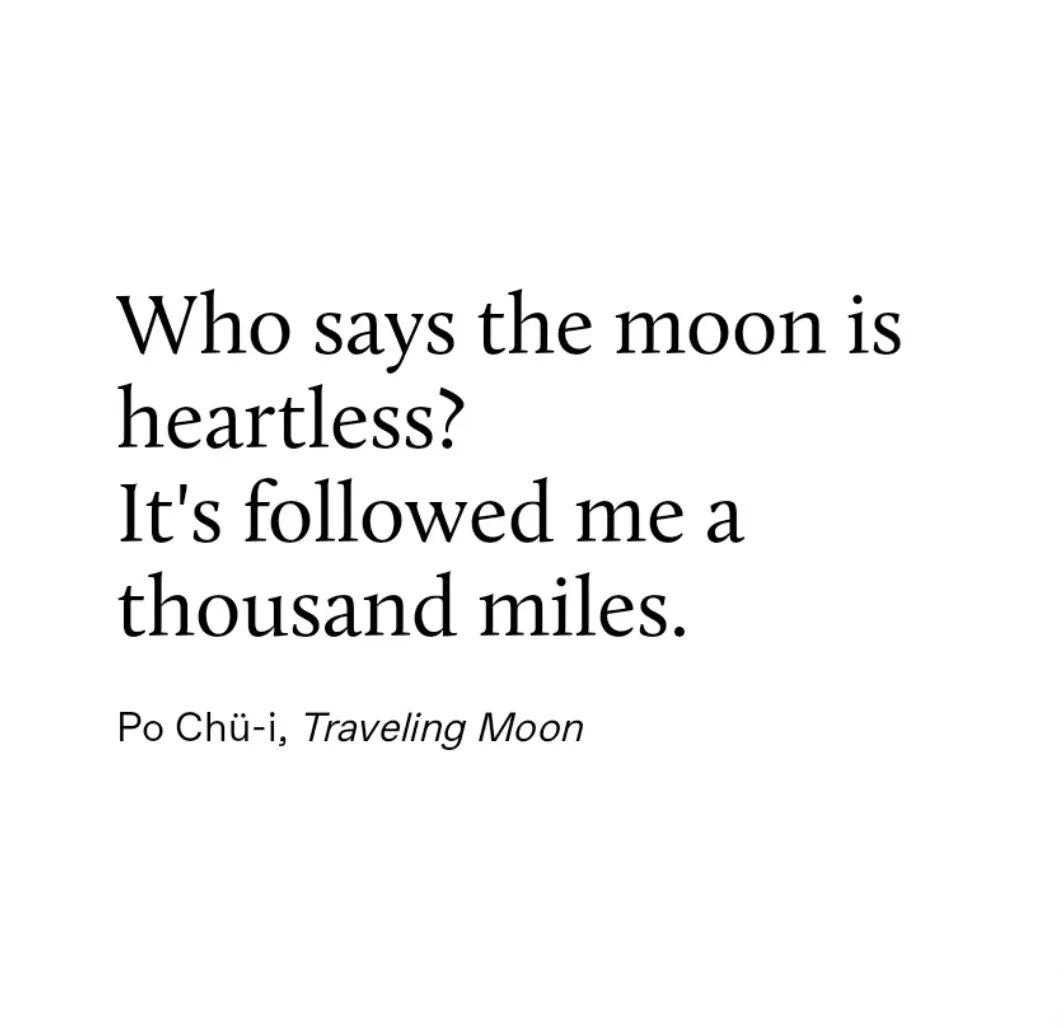 Who says the moon is
heartless?
It's followed me a
thousand miles.
Po Chü-i, Traveling Moon